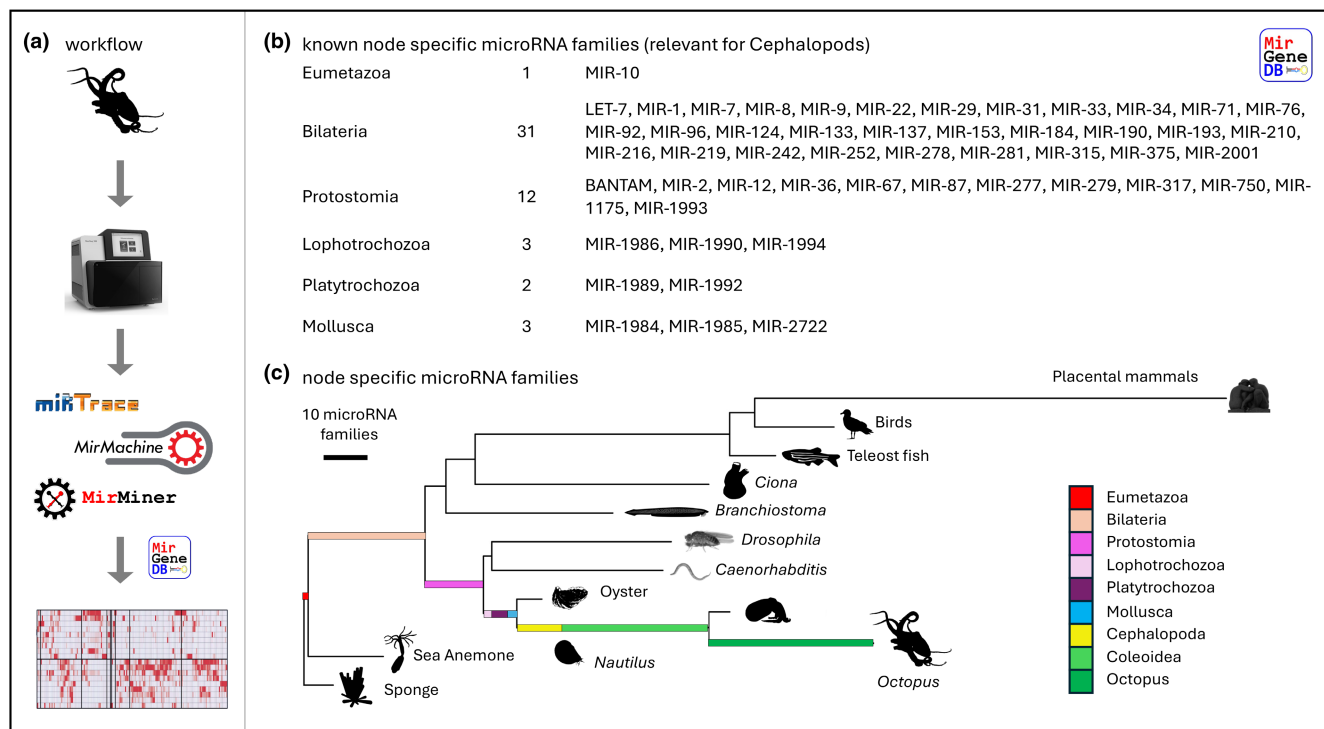 (a) workflow
miRTrace
MirMachine
MirMiner
Mir
Gene
DB
(b) known node specific microRNA families (relevant for Cephalopods)
Mir
Gene
DB
Eumetazoa 1 MIR-10
Bilateria 31 LET-7, MIR-1, MIR-7, MIR-8, MIR-9, MIR-22, MIR-29, MIR-31, MIR-33, MIR-34, MIR-71, MIR-76,
MIR-92, MIR-96, MIR-124, MIR-133, MIR-137, MIR-153, MIR-184, MIR-190, MIR-193, MIR-210,
MIR-216, MIR-219, MIR-242, MIR-252, MIR-278, MIR-281, MIR-315, MIR-375, MIR-2001
Protostomia 12 BANTAM, MIR-2, MIR-12, MIR-36, MIR-67, MIR-87, MIR-277, MIR-279, MIR-317, MIR-750, MIR-
1175, MIR-1993
Lophotrochozoa 3 MIR-1986, MIR-1990, MIR-1994
Platytrochozoa 2 MIR-1989, MIR-1992
Mollusca 3 MIR-1984, MIR-1985, MIR-2722
(c) node specific microRNA families
10 microRNA
families
Placental mammals
Birds
Teleost fish
Ciona
Branchiostoma
Drosophila
Caenorhabditis
Oyster
Nautilus
Octopus
Sea Anemone
Sponge
Eumetazoa
Bilateria
Protostomia
Lophotrochozoa
Platytrochozoa
Mollusca
Cephalopoda
Coleoidea
Octopus